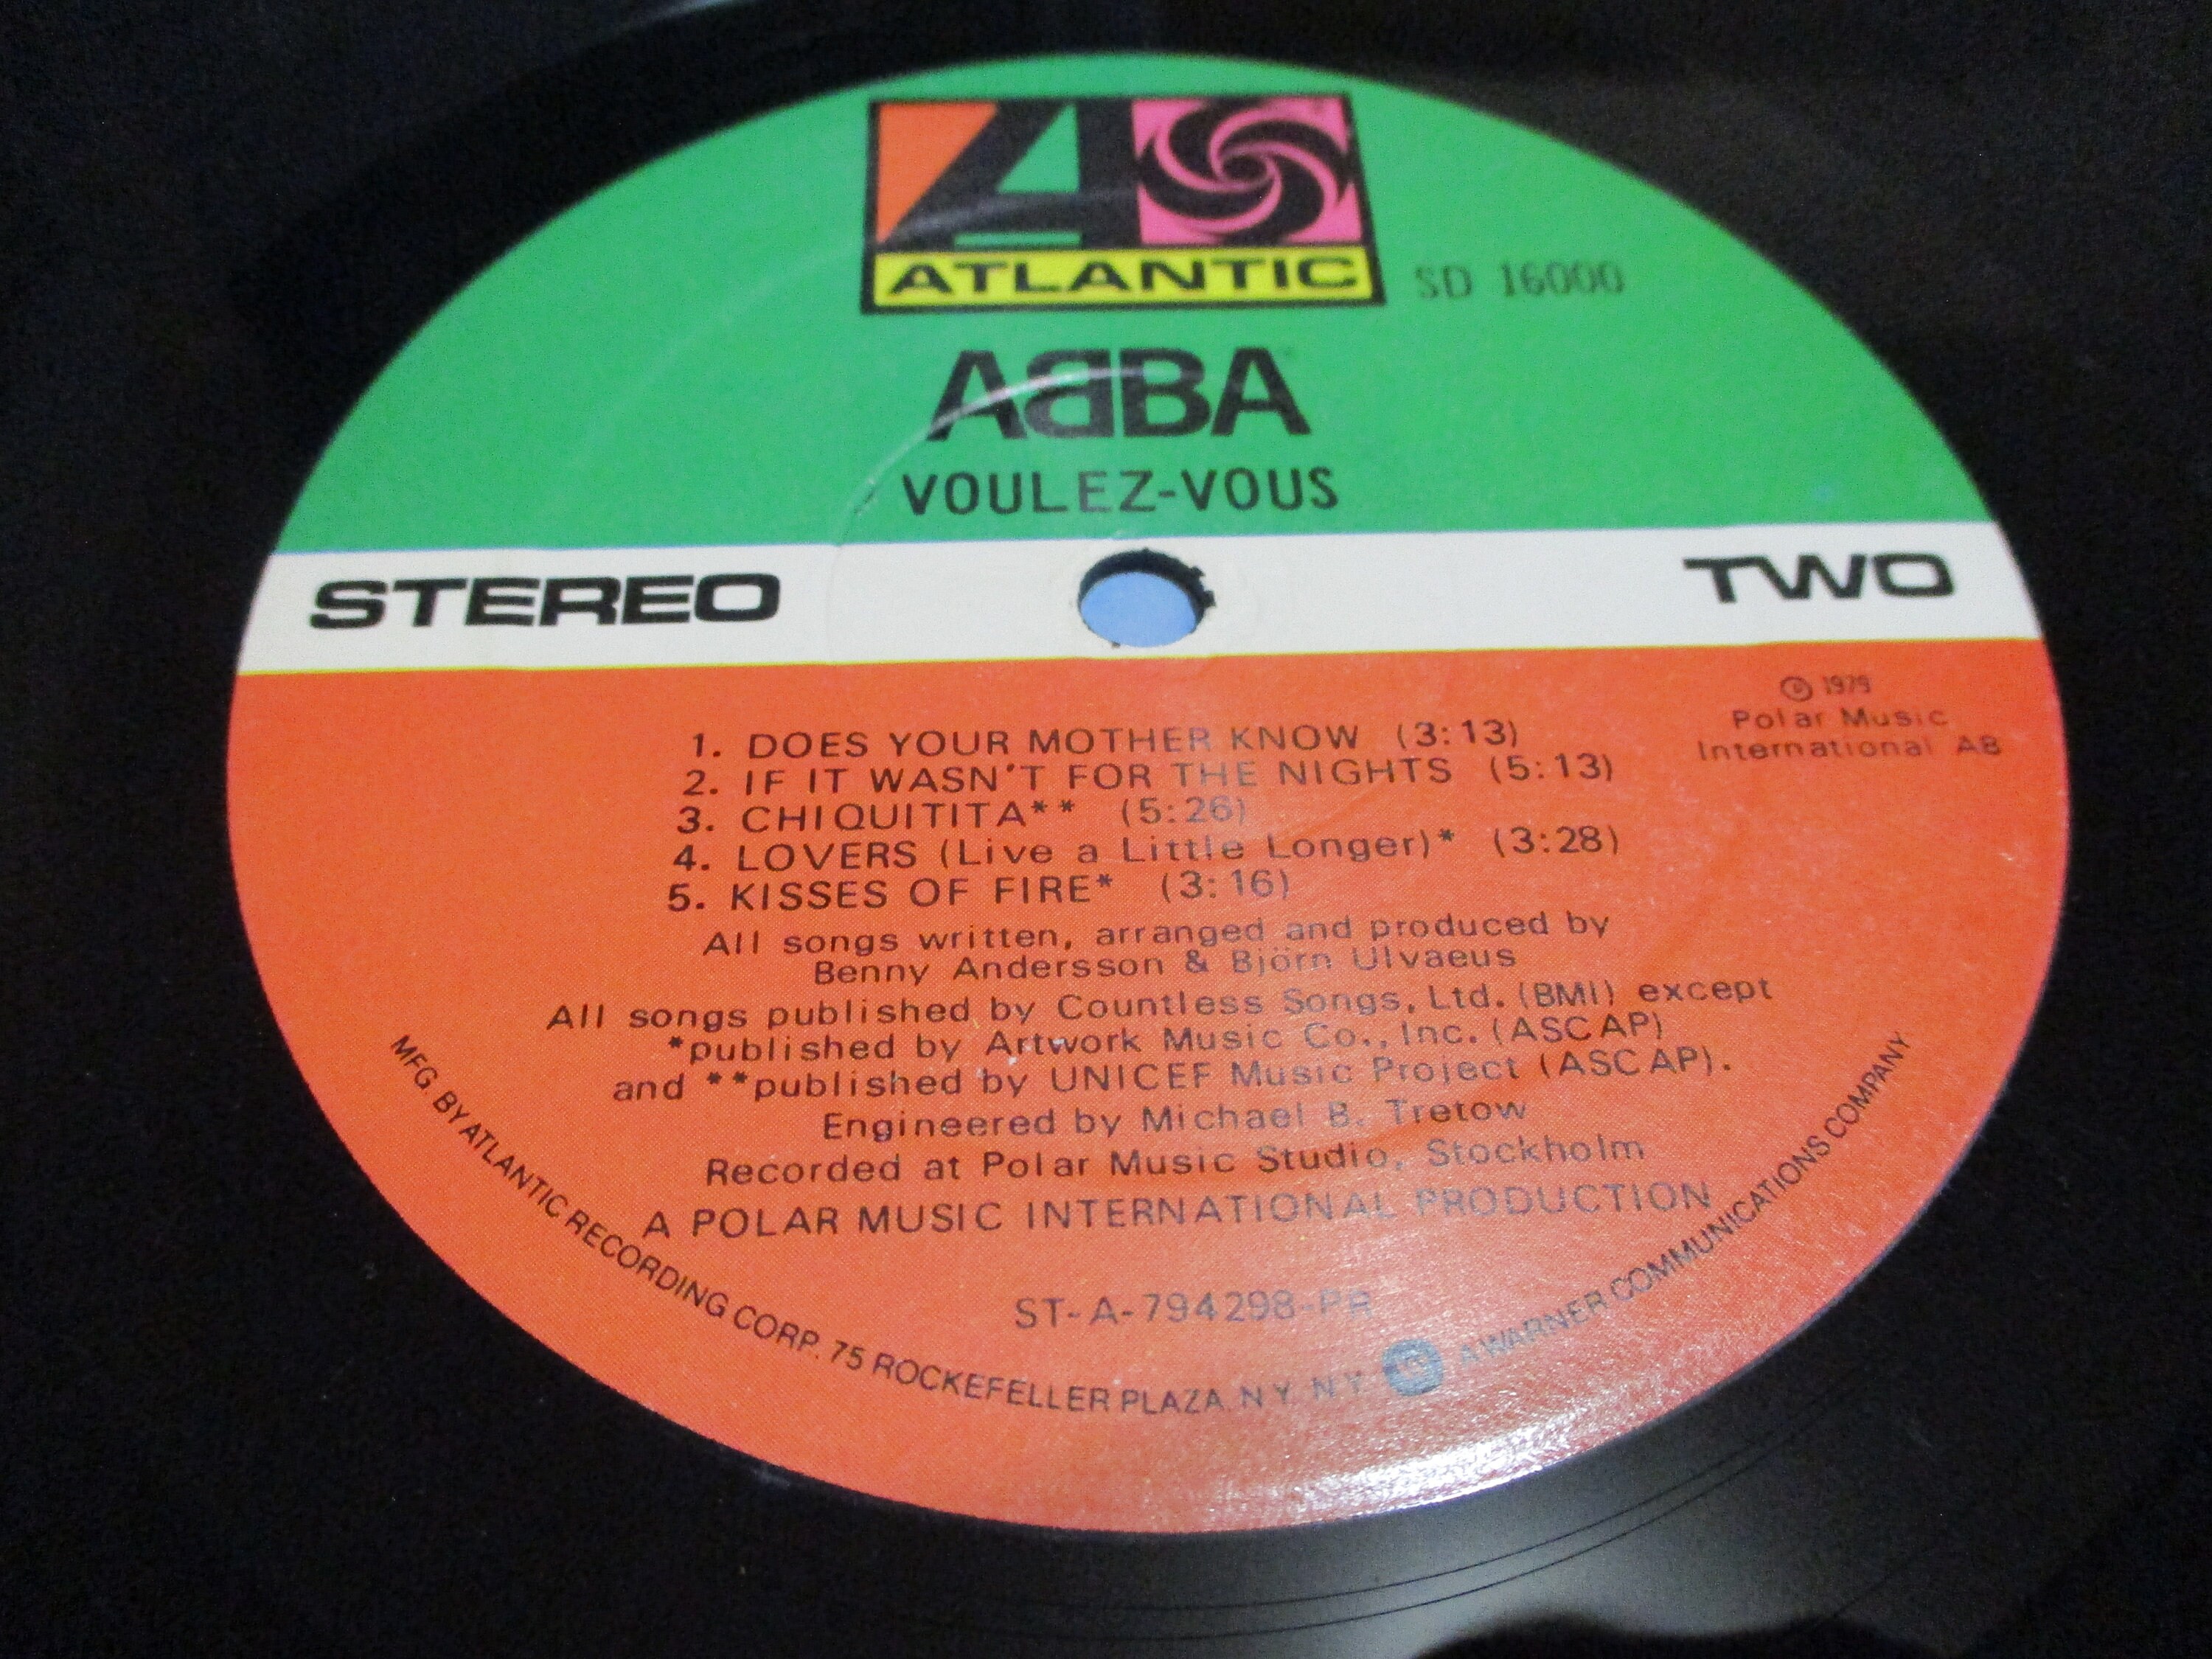 ATLANTIC
SD 16000
ABBA
VOULEZ-VOUS
STEREO
TWO
℗ 1979
Polar Music
International AB
1. DOES YOUR MOTHER KNOW (3:13)
2. IF IT WASN'T FOR THE NIGHTS (5:13)
3. CHIQUITITA** (5:26)
4. LOVERS (Live a Little Longer)* (3:28)
5. KISSES OF FIRE* (3:16)
All songs written, arranged and produced by
Benny Andersson & Björn Ulvaeus
All songs published by Countless Songs, Ltd. (BMI) except
*published by Artwork Music Co., Inc. (ASCAP)
and **published by UNICEF Music Project (ASCAP).
Engineered by Michael B. Tretow
Recorded at Polar Music Studio, Stockholm
A POLAR MUSIC INTERNATIONAL PRODUCTION
ST-A-794298-PR
MFG. BY ATLANTIC RECORDING CORP. 75 ROCKEFELLER PLAZA. N.Y. N.Y. A WARNER COMMUNICATIONS COMPANY